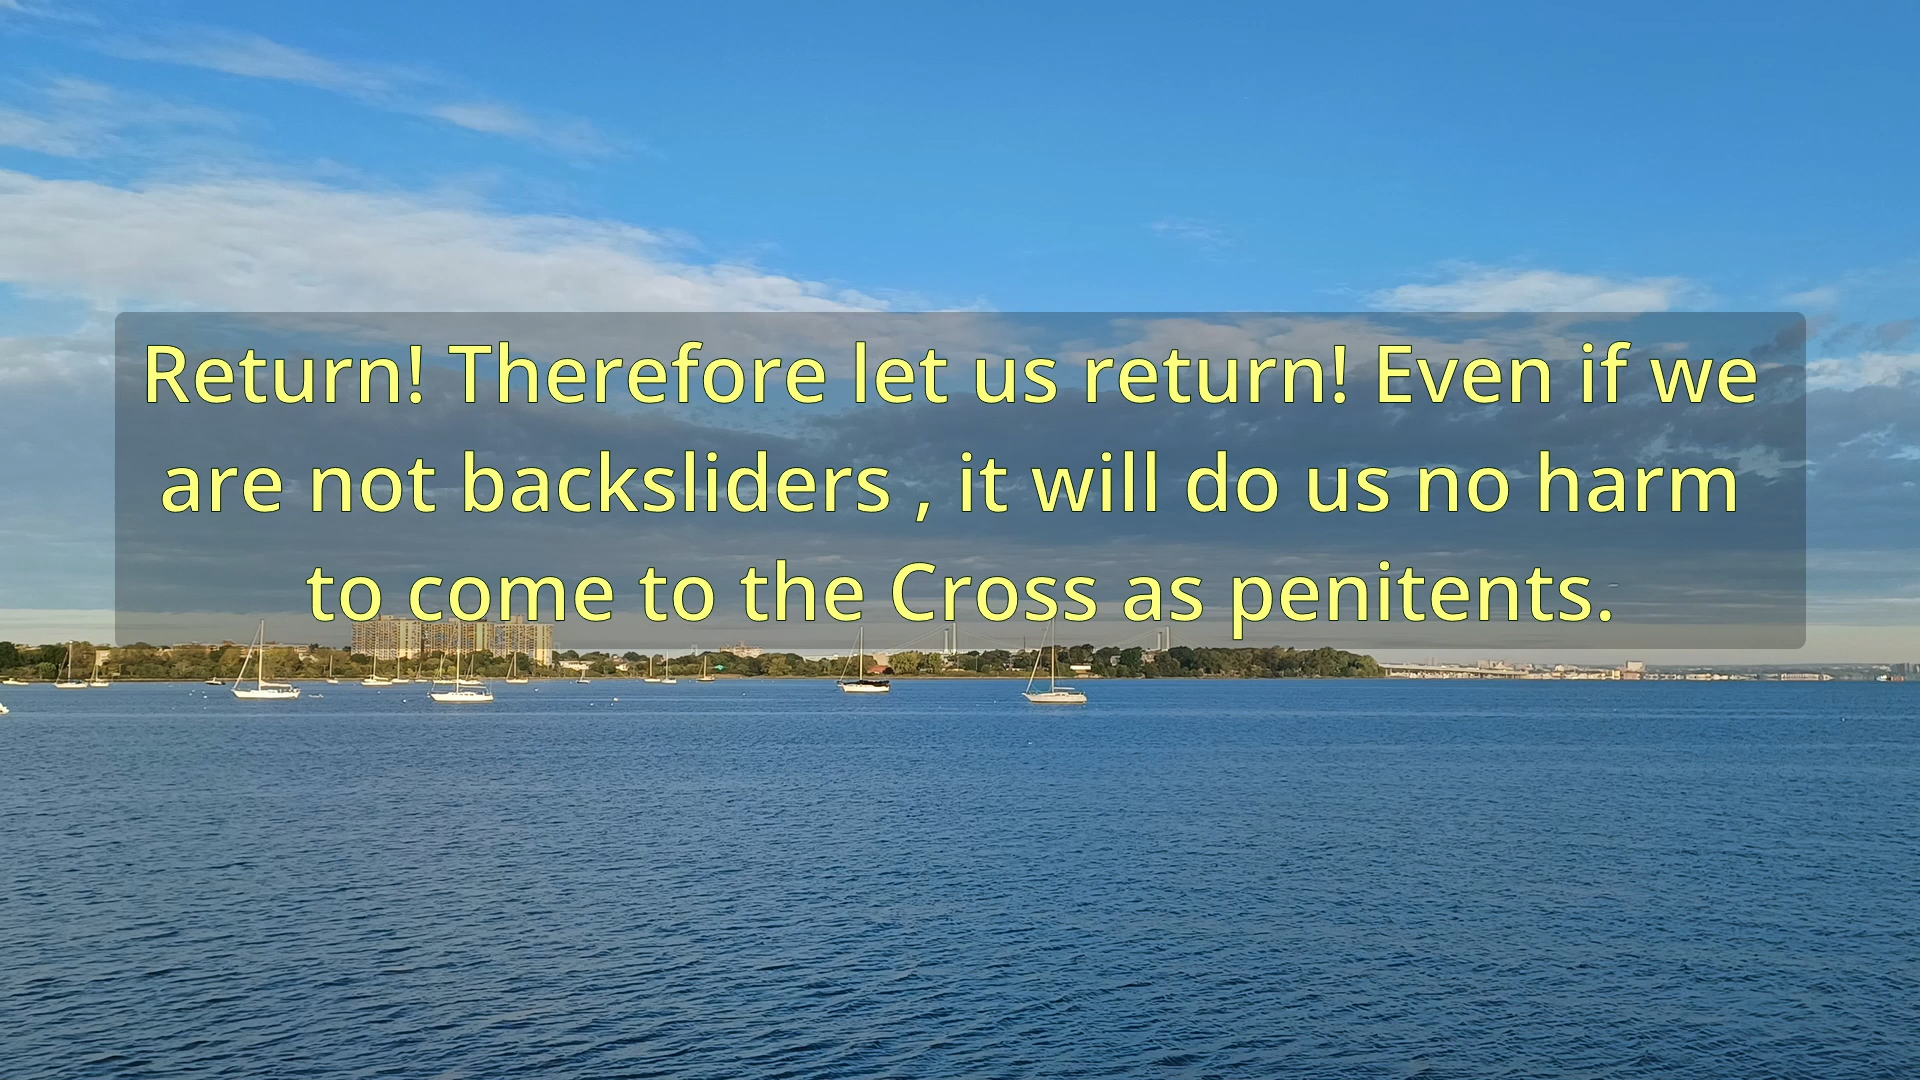 Return! Therefore let us return! Even if we
are not backsliders , it will do us no harm
to come to the Cross as penitents.